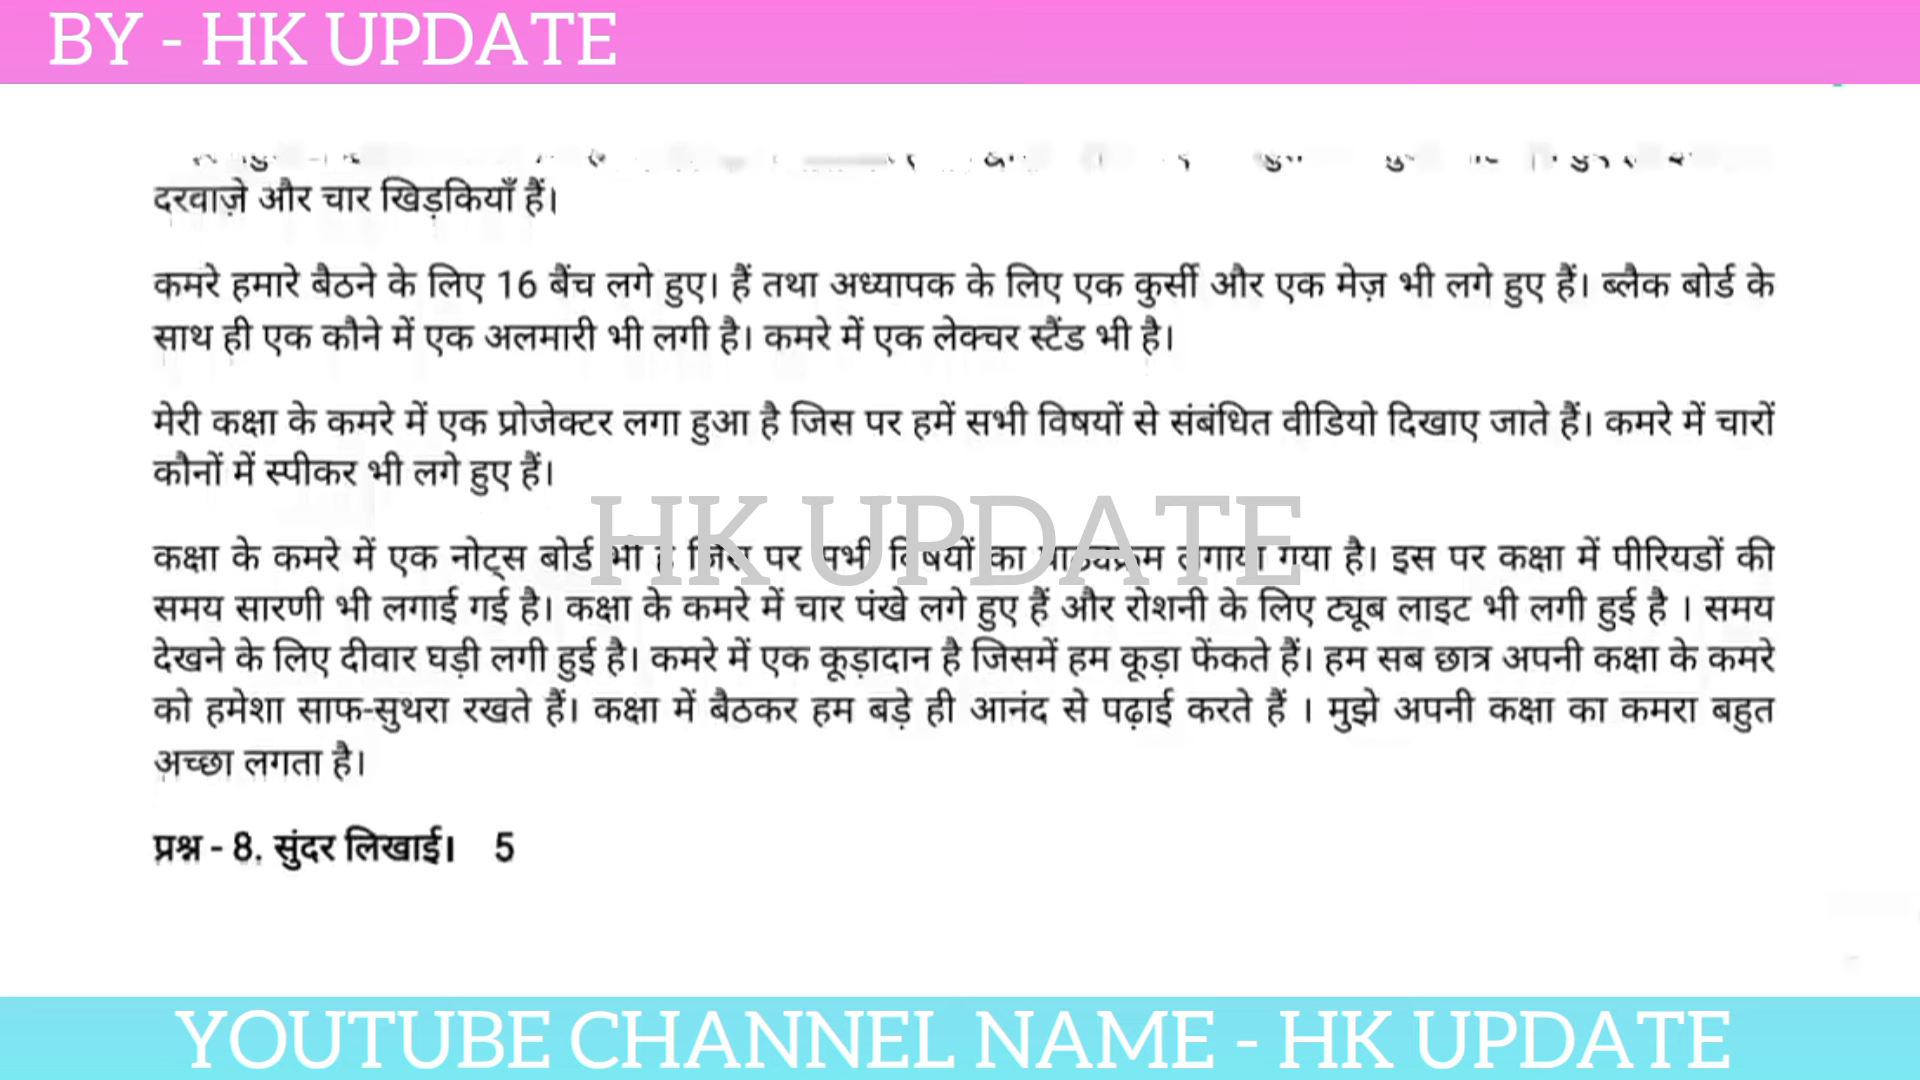 BY - HK UPDATE
दरवाज़े और चार खिड़कियाँ हैं।
कमरे हमारे बैठने के लिए 16 बैंच लगे हुए। हैं तथा अध्यापक के लिए एक कुर्सी और एक मेज़ भी लगे हुए हैं। ब्लैक बोर्ड के
साथ ही एक कौने में एक अलमारी भी लगी है। कमरे में एक लेक्चर स्टैंड भी है।
मेरी कक्षा के कमरे में एक प्रोजेक्टर लगा हुआ है जिस पर हमें सभी विषयों से संबंधित वीडियो दिखाए जाते हैं। कमरे में चारों
कौनों में स्पीकर भी लगे हुए हैं।
HK UPDATE
कक्षा के कमरे में एक नोट्स बोर्ड भी है जिस पर सभी विषयों का पाठ्यक्रम लगाया गया है। इस पर कक्षा में पीरियडों की
समय सारणी भी लगाई गई है। कक्षा के कमरे में चार पंखे लगे हुए हैं और रोशनी के लिए ट्यूब लाइट भी लगी हुई है । समय
देखने के लिए दीवार घड़ी लगी हुई है। कमरे में एक कूड़ादान है जिसमें हम कूड़ा फेंकते हैं। हम सब छात्र अपनी कक्षा के कमरे
को हमेशा साफ-सुथरा रखते हैं। कक्षा में बैठकर हम बड़े ही आनंद से पढ़ाई करते हैं । मुझे अपनी कक्षा का कमरा बहुत
अच्छा लगता है।
प्रश्न - 8. सुंदर लिखाई। 5
YOUTUBE CHANNEL NAME - HK UPDATE